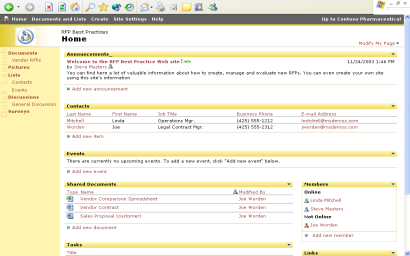 Home Documents and Lists Create Site Settings Help Up to Contoso Pharmaceutical
RFP Best Practices
Home
Modify My Page
Documents
Vendor RFPs
Pictures
Lists
Contacts
Events
Discussions
General Discussion
Surveys
Announcements
Welcome to the RFP Best Practice Web site ! NEW 11/24/2003 1:46 PM
by Steve Masters
You can find here a lot of valuable information about how to create, manage and evaluate new RFPs. You can even create your own site
using this site's information
Add new announcement
Contacts
Last Name First Name Job Title Business Phone E-mail Address
Mitchell Linda Operations Mgr. (425) 555-1212 lmitchell@msdemos.com
Worden Joe Legal Contract Mgr. (425) 555-2312 jworden@msdemos.com
Add new item
Events
There are currently no upcoming events. To add a new event, click "Add new event" below.
Add new event
Shared Documents
Type Name Modified By
Vendor Comparison Spreadsheet Joe Worden
Vendor Contract Joe Worden
Sales Proposal (customer) Joe Worden
Add new document
Members
Online
Linda Mitchell
Steve Masters
Not Online
Joe Worden
Add new member
Tasks
Title
Links